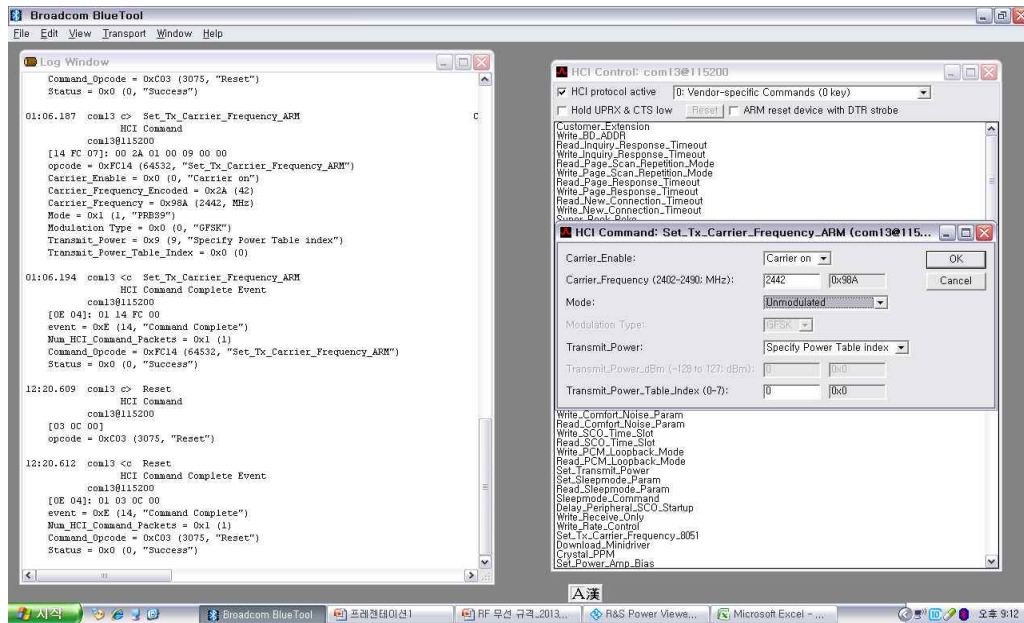 Broadcom BlueTool
File Edit View Transport Window Help
Log Window
Command_Opcode = 0xC03 (3075, "Reset")
Status = 0x0 (0, "Success")
01:06.187 com13 c> Set_Tx_Carrier_Frequency_ARM C
HCI Command
com13@115200
[14 FC 07]: 00 2A 01 00 09 00 00
opcode = 0xFC14 (64532, "Set_Tx_Carrier_Frequency_ARM")
Carrier_Enable = 0x0 (0, "Carrier on")
Carrier_Frequency_Encoded = 0x2A (42)
Carrier_Frequency = 0x98A (2442, MHz)
Mode = 0x1 (1, "PRBS9")
Modulation Type = 0x0 (0, "GFSK")
Transmit_Power = 0x9 (9, "Specify Power Table index")
Transmit_Power_Table_Index = 0x0 (0)
01:06.194 com13 <c Set_Tx_Carrier_Frequency_ARM
HCI Command Complete Event
com13@115200
[0E 04]: 01 14 FC 00
event = 0xE (14, "Command Complete")
Num_HCI_Command_Packets = 0x1 (1)
Command_Opcode = 0xFC14 (64532, "Set_Tx_Carrier_Frequency_ARM")
Status = 0x0 (0, "Success")
12:20.609 com13 c> Reset
HCI Command
com13@115200
[03 0C 00]
opcode = 0xC03 (3075, "Reset")
12:20.612 com13 <c Reset
HCI Command Complete Event
com13@115200
[0E 04]: 01 03 0C 00
event = 0xE (14, "Command Complete")
Num_HCI_Command_Packets = 0x1 (1)
Command_Opcode = 0xC03 (3075, "Reset")
Status = 0x0 (0, "Success")
HCI Control: com13@115200
HCI protocol active 0: Vendor-specific Commands (0 key)
Hold UPRX & CTS low Reset ARM reset device with DTR strobe
Customer_Extension
Write_BD_ADDR
Read_Inquiry_Response_Timeout
Write_Inquiry_Response_Timeout
Read_Page_Scan_Repetition_Mode
Write_Page_Scan_Repetition_Mode
Read_Page_Response_Timeout
Write_Page_Response_Timeout
Read_New_Connection_Timeout
Write_New_Connection_Timeout
Super_Peek_Poke
HCI Command: Set_Tx_Carrier_Frequency_ARM (com13@115...
Carrier_Enable: Carrier on OK
Carrier_Frequency (2402-2490; MHz): 2442 0x98A Cancel
Mode: Unmodulated
Modulation Type: GFSK
Transmit_Power: Specify Power Table index
Transmit_Power_dBm (-128 to 127; dBm): 0 0x0
Transmit_Power_Table_Index (0-7): 0 0x0
Write_Comfort_Noise_Param
Read_Comfort_Noise_Param
Write_SCO_Time_Slot
Read_SCO_Time_Slot
Write_PCM_Loopback_Mode
Read_PCM_Loopback_Mode
Set_Transmit_Power
Set_Sleepmode_Param
Read_Sleepmode_Param
Sleepmode_Command
Delay_Peripheral_SCO_Startup
Write_Receive_Only
Write_Rate_Control
Set_Tx_Carrier_Frequency_8051
Download_Minidriver
Crystal_PPM
Set_Power_Amp_Bias
A漢
시작 Broadcom BlueTool 프레젠테이션1 RF 무선 규격_2013... R&S Power Viewe... Microsoft Excel - ... 오후 9:12